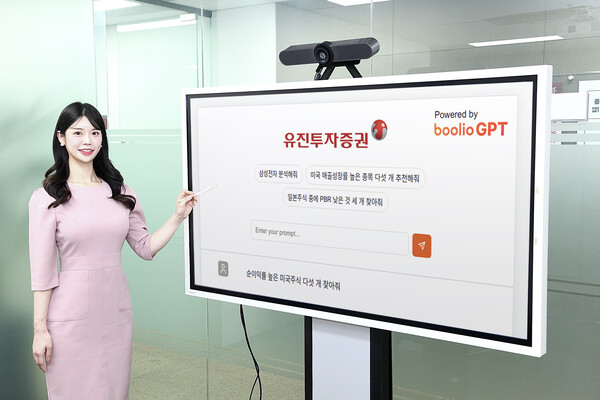 Powered by
boolio GPT
유진투자증권
삼성전자 분석해줘
미국 매출성장률 높은 종목 다섯 개 추천해줘
일본주식 중에 PBR 낮은 것 세 개 찾아줘
Enter your prompt...
순이익률 높은 미국주식 다섯 개 찾아줘